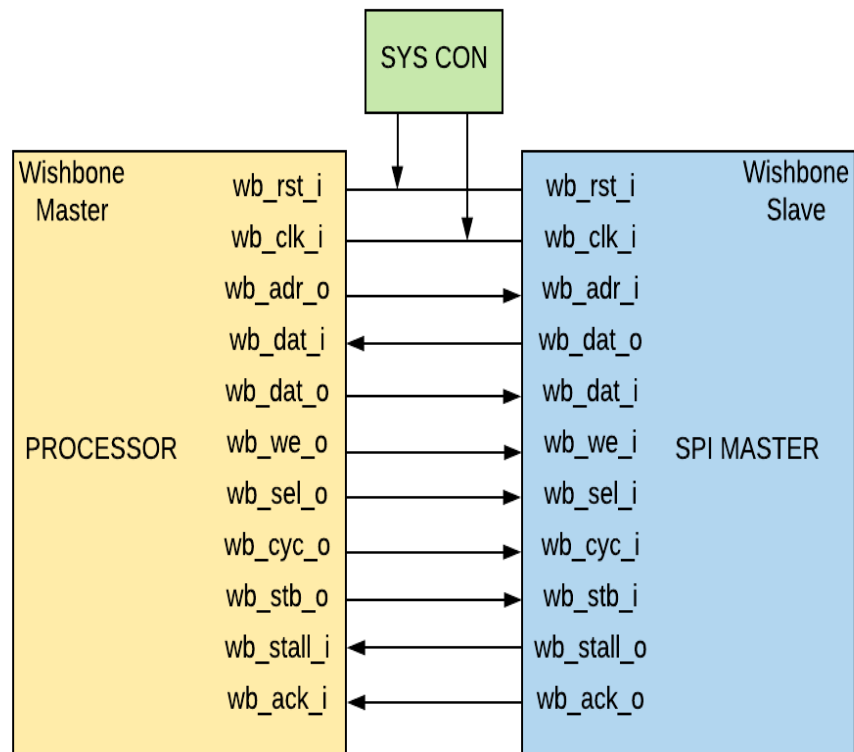 SYS CON
Wishbone
Master
wb_rst_i
wb_clk_i
wb_adr_o
wb_dat_i
wb_dat_o
PROCESSOR
wb_we_o
wb_sel_o
wb_cyc_o
wb_stb_o
wb_stall_i
wb_ack_i
wb_rst_i
Wishbone
Slave
wb_clk_i
wb_adr_i
wb_dat_o
wb_dat_i
wb_we_i
SPI MASTER
wb_sel_i
wb_cyc_i
wb_stb_i
wb_stall_o
wb_ack_o